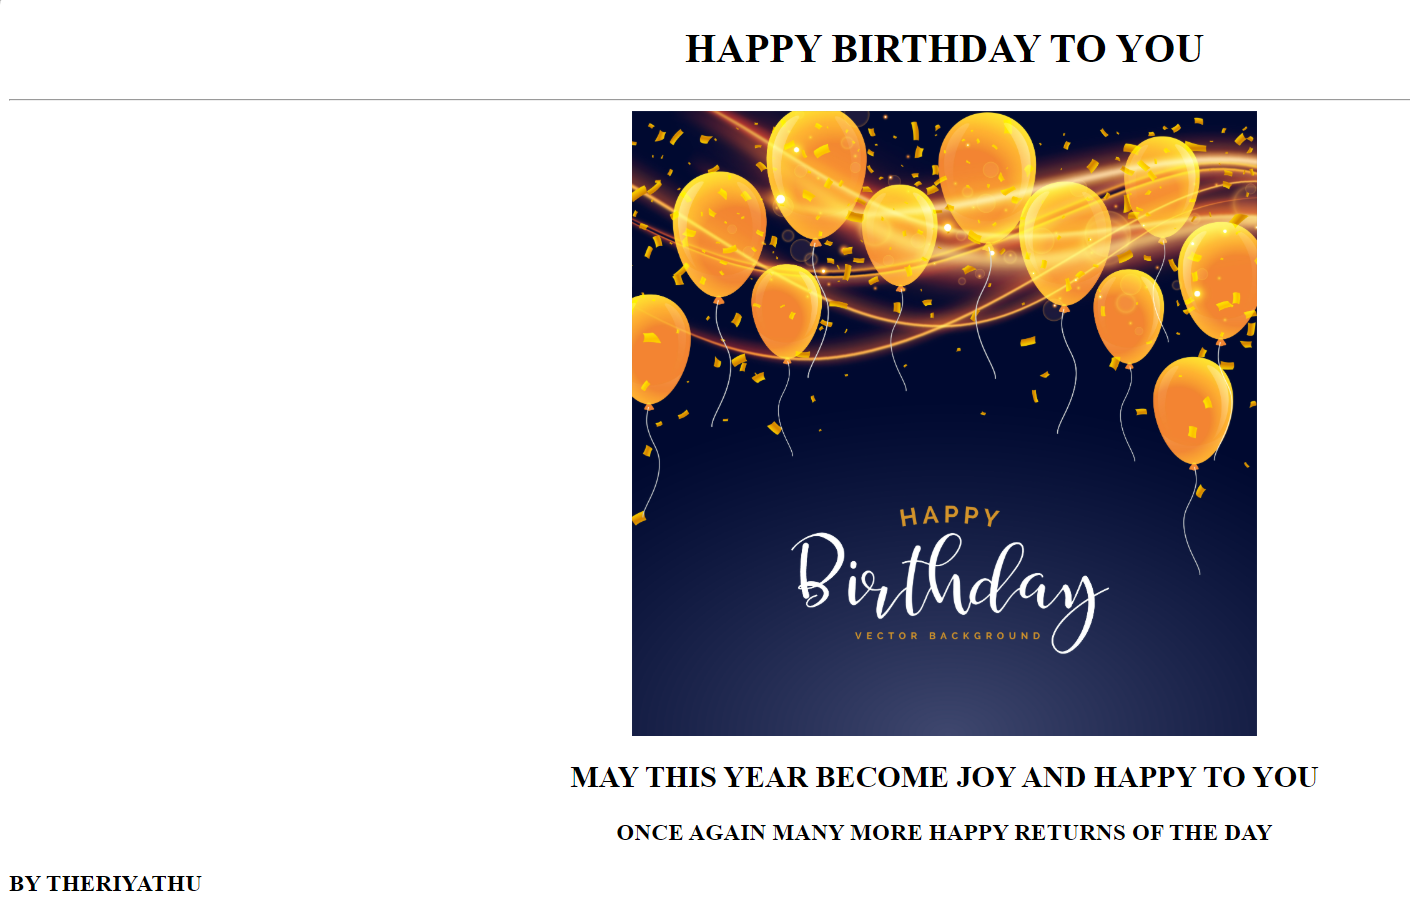 HAPPY BIRTHDAY TO YOU
HAPPY
Birthday
VECTOR BACKGROUND
MAY THIS YEAR BECOME JOY AND HAPPY TO YOU
ONCE AGAIN MANY MORE HAPPY RETURNS OF THE DAY
BY THERIYATHU